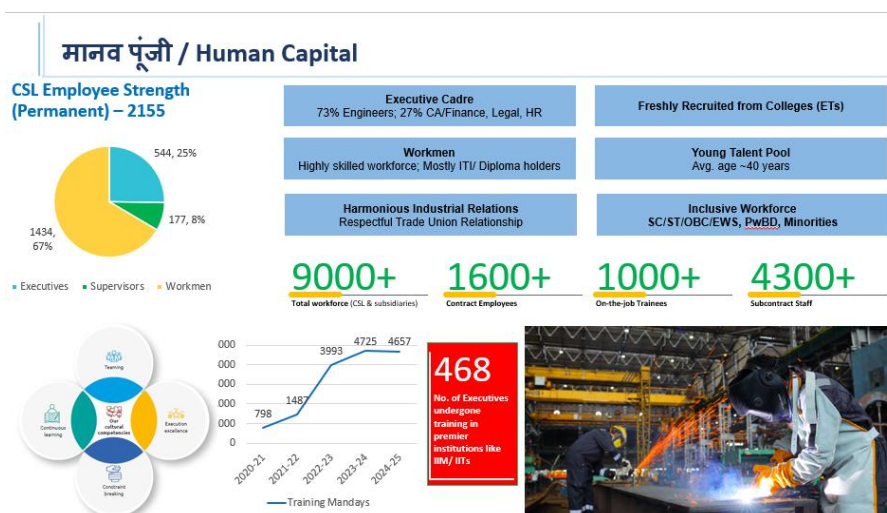 मानव पूंजी / Human Capital
CSL Employee Strength
(Permanent) – 2155
544, 25%
177, 8%
1434,
67%
Executives
Supervisors
Workmen
Executive Cadre
73% Engineers; 27% CA/Finance, Legal, HR
Freshly Recruited from Colleges (ETs)
Workmen
Highly skilled workforce; Mostly ITI/ Diploma holders
Young Talent Pool
Avg. age ~40 years
Harmonious Industrial Relations
Respectful Trade Union Relationship
Inclusive Workforce
SC/ST/OBC/EWS, PwBD, Minorities
9000+
Total workforce (CSL & subsidiaries)
1600+
Contract Employees
1000+
On-the-job Trainees
4300+
Subcontract Staff
Teaming
Continuous
learning
Our
cultural
competencies
Execution
excellence
Constraint
breaking
000
000
000
000
000
0
798
1487
3993
4725
4657
2020-21
2021-22
2022-23
2023-24
2024-25
Training Mandays
468
No. of Executives
undergone
training in
premier
institutions like
IIM/ IITs